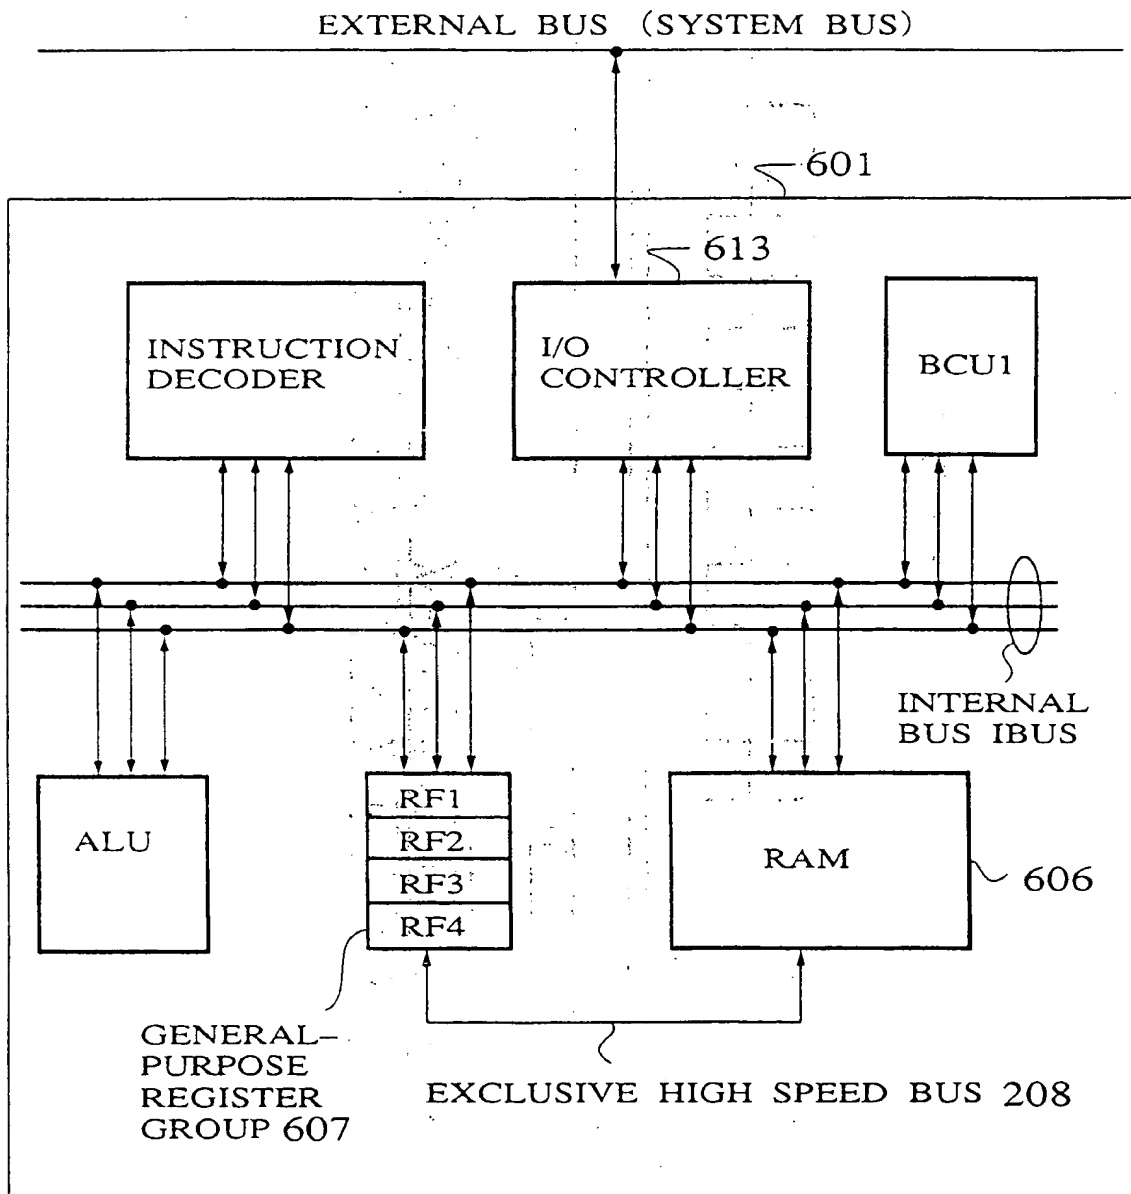 EXTERNAL BUS (SYSTEM BUS)
601
613
INSTRUCTION
DECODER
I/O
CONTROLLER
BCU1
INTERNAL
BUS IBUS
ALU
RF1
RF2
RF3
RF4
RAM
606
GENERAL-
PURPOSE
REGISTER
GROUP 607
EXCLUSIVE HIGH SPEED BUS 208